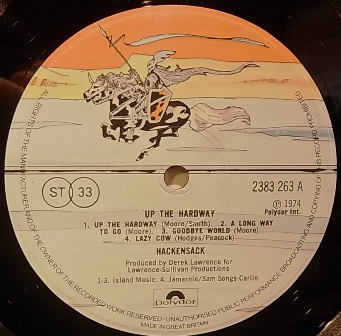 UP THE HARDWAY
ST 33
2383 263 A
℗ 1974
Polydor Int.
1. UP THE HARDWAY (Moore/Smith). 2. A LONG WAY
TO GO (Moore). 3. GOODBYE WORLD (Moore)
4. LAZY COW (Hodges/Peacock)
HACKENSACK
Produced by Derek Lawrence for
Lawrence-Sullivan Productions
1-3. Island Music. 4. Jamarnie/Sam Songs-Carlin
polydor
ALL RIGHTS OF THE MANUFACTURER AND OF THE OWNER OF THE RECORDED WORK RESERVED · UNAUTHORISED PUBLIC PERFORMANCE BROADCASTING AND COPYING OF THIS RECORD PROHIBITED
MADE IN GREAT BRITAIN